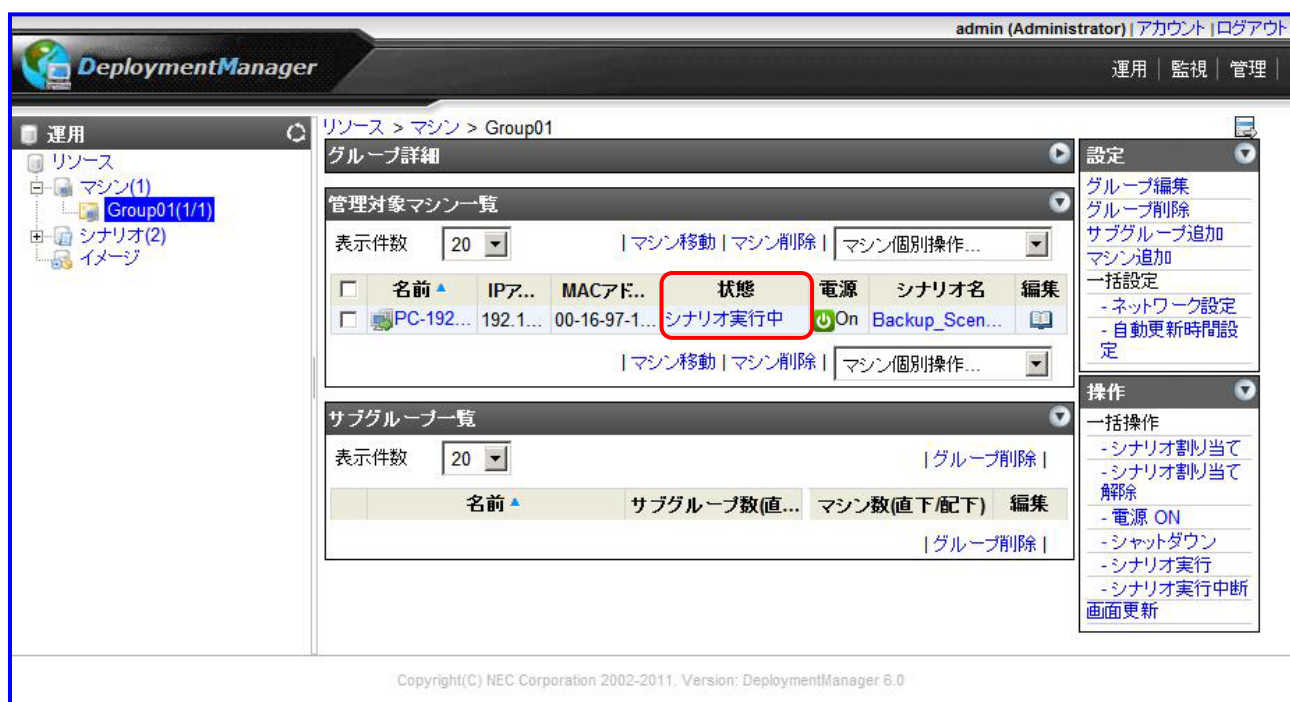 admin (Administrator) | アカウント | ログアウト
DeploymentManager
運用 | 監視 | 管理 |
運用
リソース
マシン(1)
Group01(1/1)
シナリオ(2)
イメージ
リソース > マシン > Group01
グループ詳細
管理対象マシン一覧
表示件数 20 | マシン移動 | マシン削除 | マシン個別操作...
名前 IPア... MACアド... 状態 電源 シナリオ名 編集
PC-192... 192.1... 00-16-97-1... シナリオ実行中 On Backup_Scen...
| マシン移動 | マシン削除 | マシン個別操作...
サブグループ一覧
表示件数 20 | グループ削除 |
名前 サブグループ数(直... マシン数(直下/配下) 編集
| グループ削除 |
設定
グループ編集
グループ削除
サブグループ追加
マシン追加
一括設定
- ネットワーク設定
- 自動更新時間設
定
操作
一括操作
- シナリオ割り当て
- シナリオ割り当て
解除
- 電源 ON
- シャットダウン
- シナリオ実行
- シナリオ実行中断
画面更新
Copyright(C) NEC Corporation 2002-2011. Version: DeploymentManager 6.0